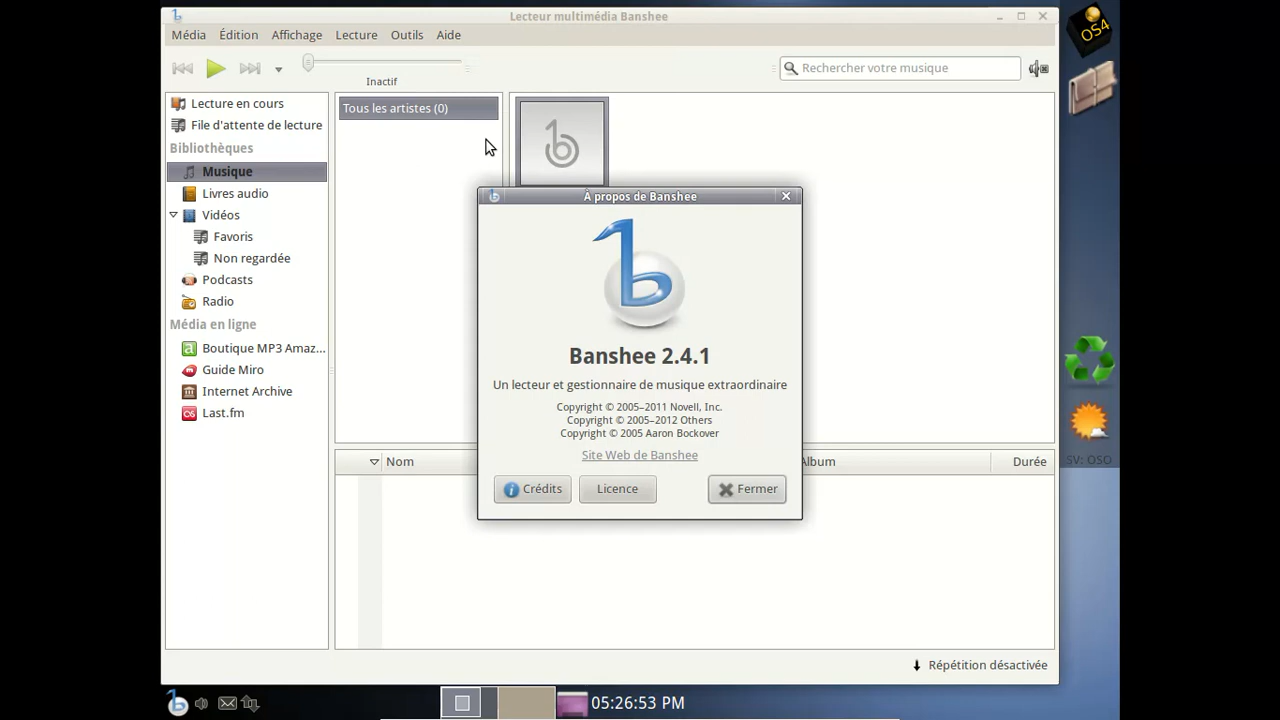 Lecteur multimédia Banshee
Média Édition Affichage Lecture Outils Aide
Rechercher votre musique
Inactif
Lecture en cours
File d'attente de lecture
Bibliothèques
Musique
Livres audio
Vidéos
Favoris
Non regardée
Podcasts
Radio
Média en ligne
Boutique MP3 Amaz...
Guide Miro
Internet Archive
Last.fm
Tous les artistes (0)
À propos de Banshee
Banshee 2.4.1
Un lecteur et gestionnaire de musique extraordinaire
Copyright © 2005–2011 Novell, Inc.
Copyright © 2005–2012 Others
Copyright © 2005 Aaron Bockover
Site Web de Banshee
Crédits Licence Fermer
Nom Album Durée
Répétition désactivée
OS4
SV: OSO
05:26:53 PM